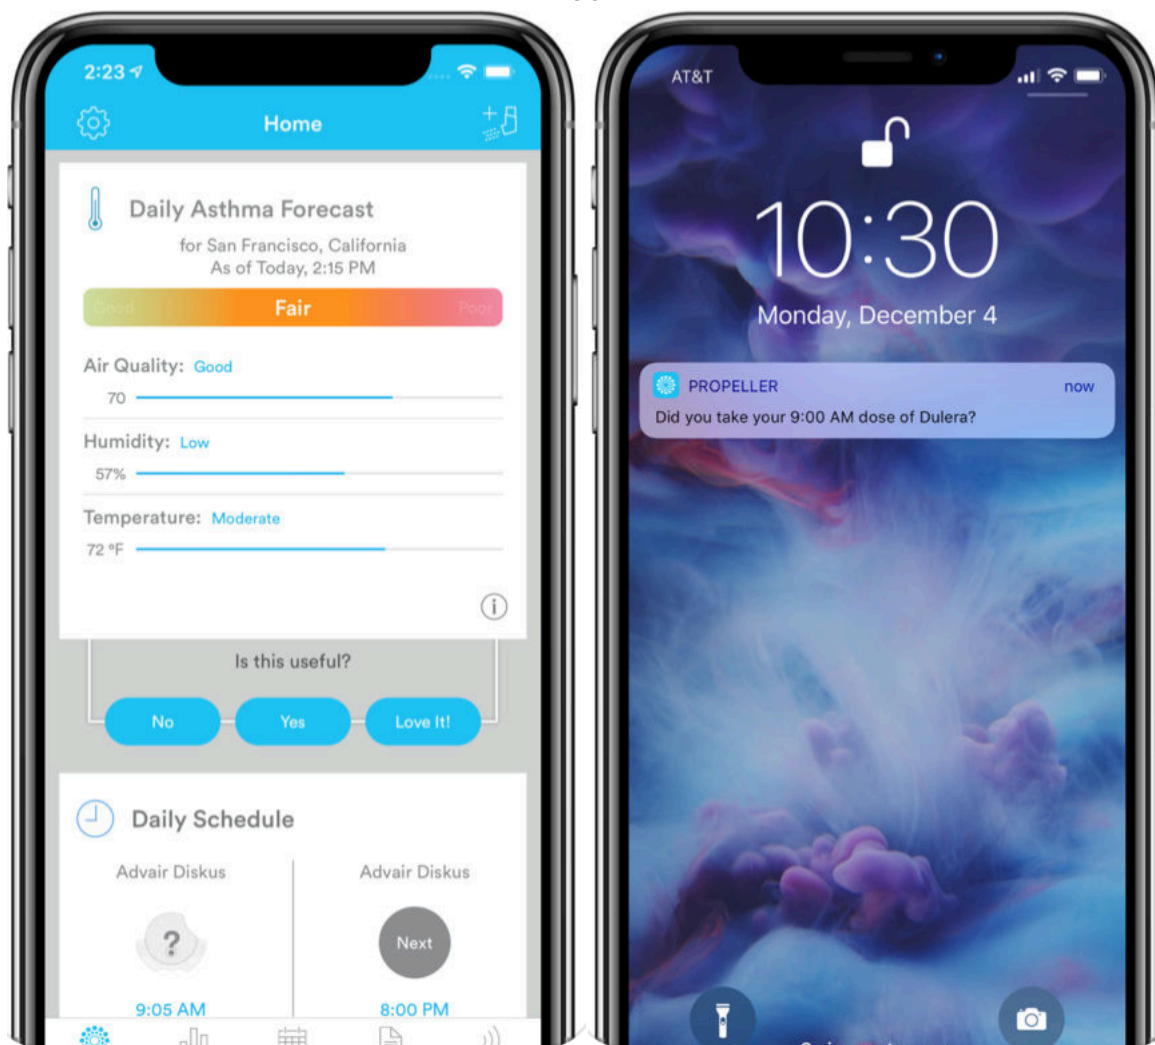 2:23
Home
Daily Asthma Forecast
for San Francisco, California
As of Today, 2:15 PM
Good Fair Poor
Air Quality: Good
70
Humidity: Low
57%
Temperature: Moderate
72 °F
Is this useful?
No Yes Love It!
Daily Schedule
Advair Diskus Advair Diskus
? Next
9:05 AM 8:00 PM
AT&T
10:30
Monday, December 4
PROPELLER now
Did you take your 9:00 AM dose of Dulera?